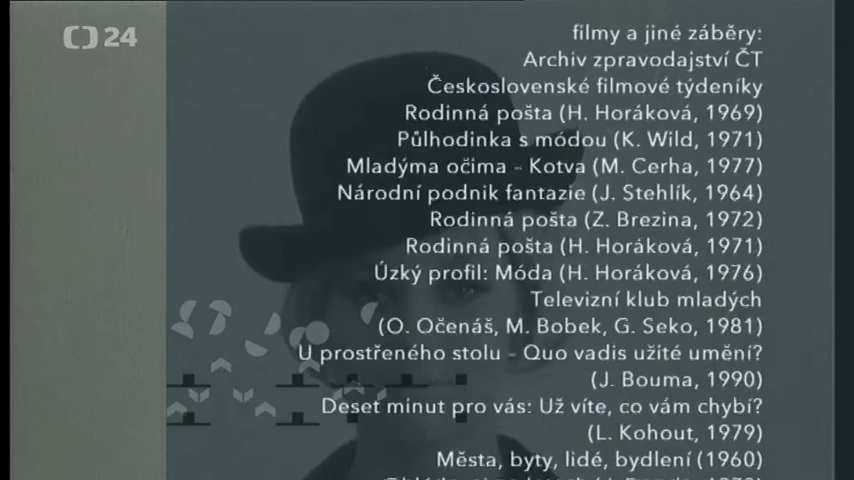 24
filmy a jiné záběry:
Archiv zpravodajství ČT
Československé filmové týdeníky
Rodinná pošta (H. Horáková, 1969)
Půlhodinka s módou (K. Wild, 1971)
Mladýma očima - Kotva (M. Cerha, 1977)
Národní podnik fantazie (J. Stehlík, 1964)
Rodinná pošta (Z. Brezina, 1972)
Rodinná pošta (H. Horáková, 1971)
Úzký profil: Móda (H. Horáková, 1976)
Televizní klub mladých
(O. Očenáš, M. Bobek, G. Seko, 1981)
U prostřeného stolu - Quo vadis užité umění?
(J. Bouma, 1990)
Deset minut pro vás: Už víte, co vám chybí?
(L. Kohout, 1979)
Města, byty, lidé, bydlení (1960)